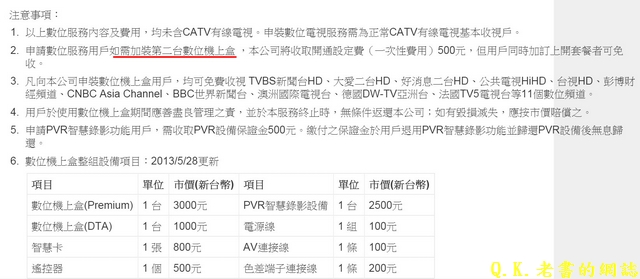 注意事項：
1. 以上數位服務內容及費用，均未含CATV有線電視。申裝數位電視服務需為正常CATV有線電視基本收視戶。
2. 申請數位服務用戶如需加裝第二台數位機上盒，本公司將收取開通設定費（一次性費用）500元，但用戶同時加訂上開套餐者可免
收。
3. 凡向本公司申裝數位機上盒用戶，均可免費收視 TVBS新聞台HD、大愛二台HD、好消息二台HD、公共電視HiHD、台視HD、彭博財
經頻道、CNBC Asia Channel、BBC世界新聞台、澳洲國際電視台、德國DW-TV亞洲台、法國TV5電視台等11個數位頻道。
4. 用戶於使用數位機上盒期間應善盡良管理之責，並於本服務終止時，無條件返還本公司；如有毀損滅失，應按市價賠償之。
5. 申請PVR智慧錄影功能用戶，需收取PVR設備保證金500元。繳付之保證金於用戶退用PVR智慧錄影功能並歸還PVR設備後無息歸
還。
6. 數位機上盒整組設備項目：2013/5/28更新
項目 單位 市價(新台幣) 項目 單位 市價(新台幣)
數位機上盒(Premium) 1 台 3000元 PVR智慧錄影設備 1 台 2500元
數位機上盒(DTA) 1 台 1000元 電源線 1 組 100元
智慧卡 1 張 800元 AV連接線 1 條 100元
遙控器 1 個 500元 色差端子連接線 1 條 200元
Q.K.老書的網誌